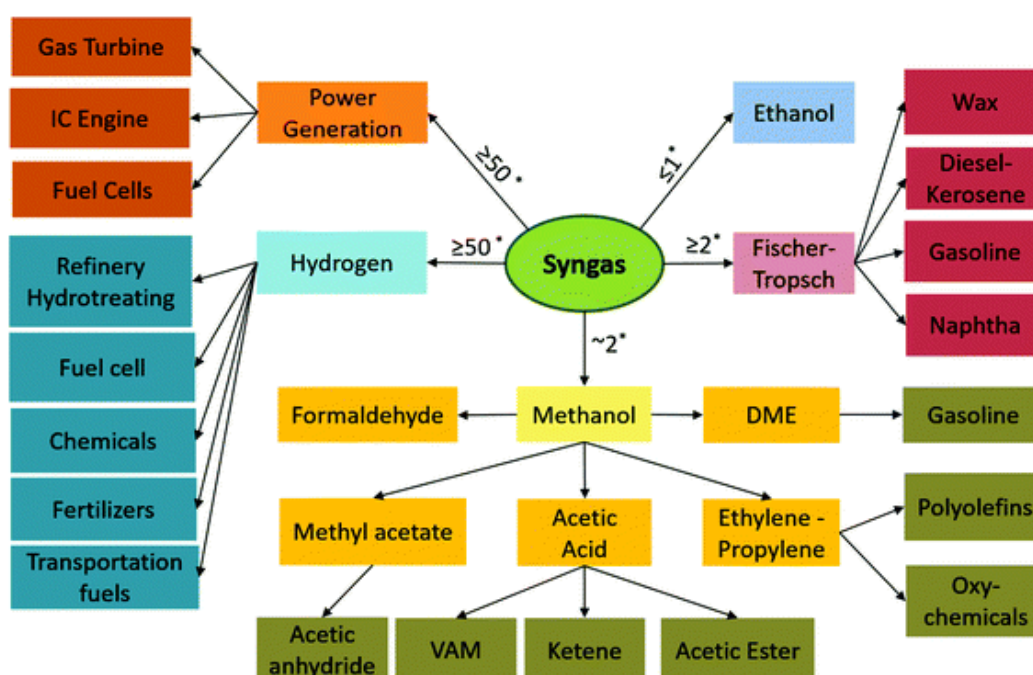 Gas Turbine
IC Engine
Fuel Cells
Power
Generation
≥50 *
Ethanol
≤1 *
Wax
Diesel-
Kerosene
Gasoline
Naphtha
Fischer-
Tropsch
≥2*
Syngas
≥50 *
Hydrogen
Refinery
Hydrotreating
Fuel cell
Chemicals
Fertilizers
Transportation
fuels
~2*
Formaldehyde
Methanol
DME
Gasoline
Methyl acetate
Acetic
Acid
Ethylene -
Propylene
Polyolefins
Oxy-
chemicals
Acetic
anhydride
VAM
Ketene
Acetic Ester